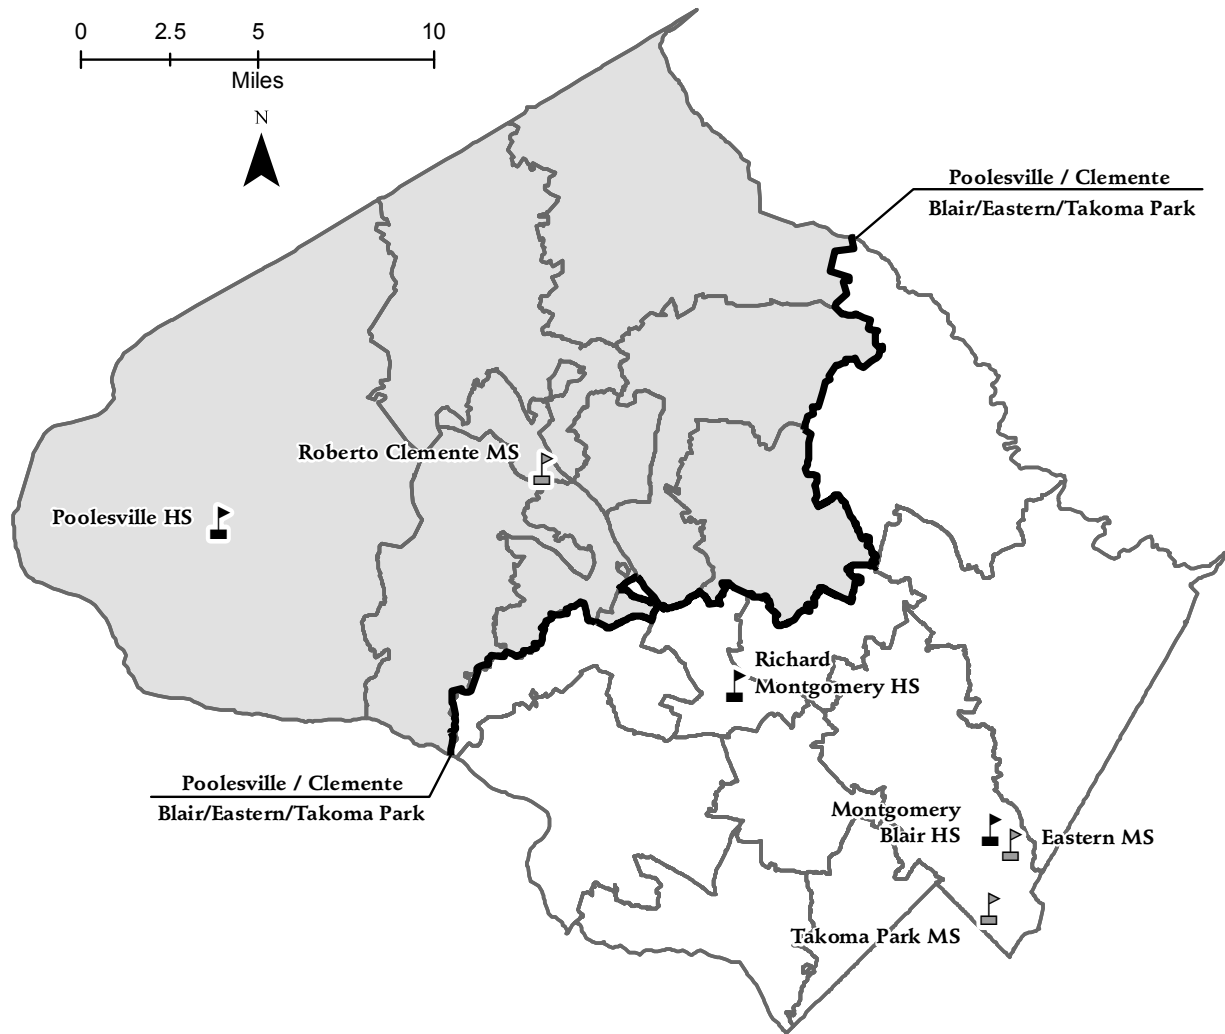 0 2.5 5 10
Miles
N
Poolesville / Clemente
Blair/Eastern/Takoma Park
Roberto Clemente MS
Poolesville HS
Richard
Montgomery HS
Poolesville / Clemente
Blair/Eastern/Takoma Park
Montgomery
Blair HS
Eastern MS
Takoma Park MS